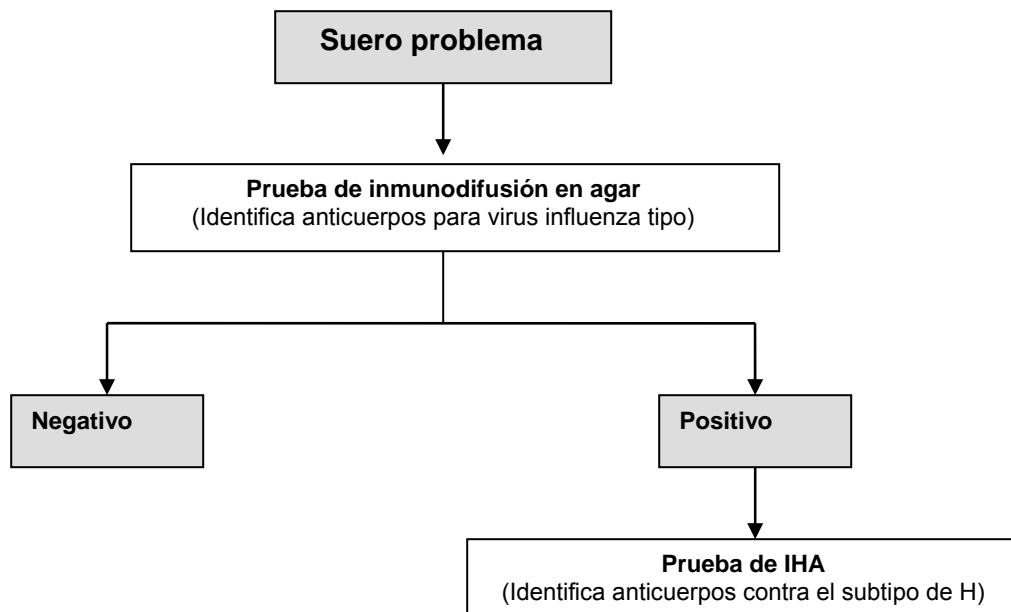 Suero problema
Prueba de inmunodifusión en agar
(Identifica anticuerpos para virus influenza tipo)
Negativo
Positivo
Prueba de IHA
(Identifica anticuerpos contra el subtipo de H)